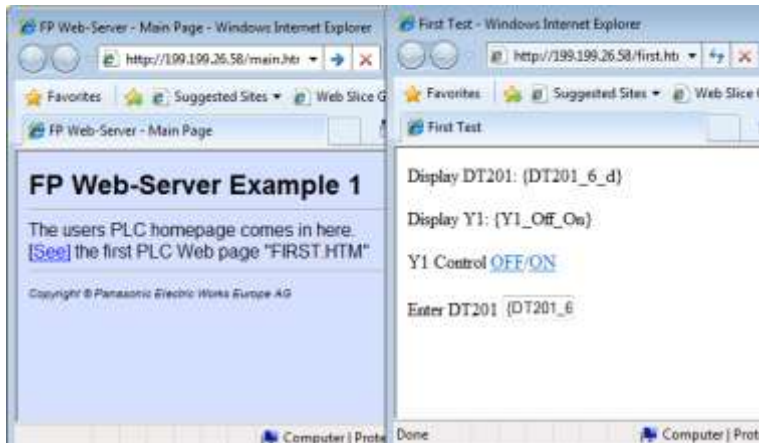 FP Web-Server - Main Page - Windows Internet Explorer
http://199.199.26.58/main.htr
Favorites Suggested Sites Web Slice G
FP Web-Server - Main Page
FP Web-Server Example 1
The users PLC homepage comes in here.
[See] the first PLC Web page "FIRST.HTM"
Copyright © Panasonic Electric Works Europe AG
Computer | Prote
First Test - Windows Internet Explorer
http://199.199.26.58/first.ht
Favorites Suggested Sites Web Slice
First Test
Display DT201: {DT201_6_d}
Display Y1: {Y1_Off_On}
Y1 Control OFF/ON
Enter DT201 {DT201_6
Done Computer | Prot